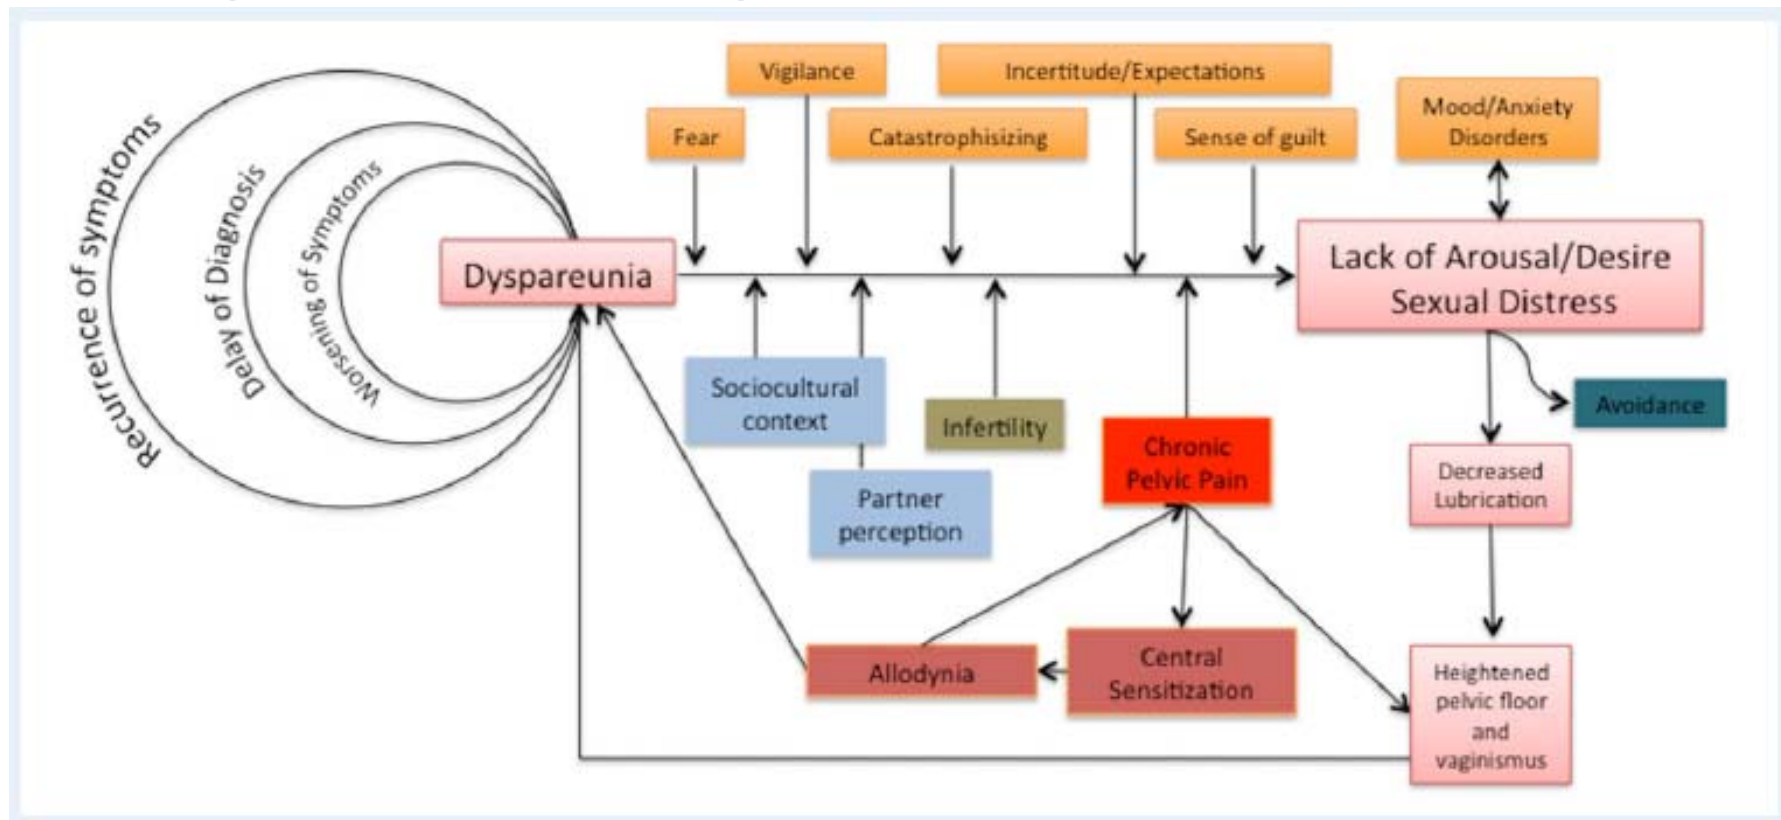 Vigilance
Incertitude/Expectations
Fear
Catastrophisizing
Sense of guilt
Mood/Anxiety
Disorders
Recurrence of symptoms
Delay of Diagnosis
Worsening of Symptoms
Dyspareunia
Lack of Arousal/Desire
Sexual Distress
Sociocultural
context
Infertility
Avoidance
Chronic
Pelvic Pain
Partner
perception
Decreased
Lubrication
Allodynia
Central
Sensitization
Heightened
pelvic floor
and
vaginismus